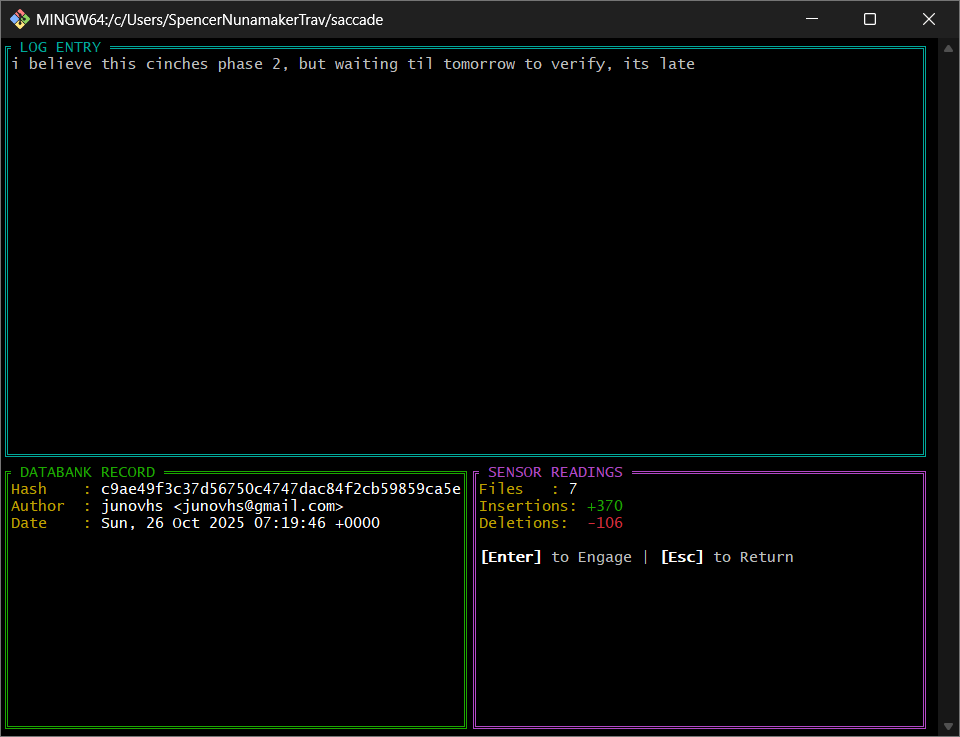 MINGW64:/c/Users/SpencerNunamakerTrav/saccade
LOG ENTRY
i believe this cinches phase 2, but waiting til tomorrow to verify, its late
DATABANK RECORD
Hash    : c9ae49f3c37d56750c4747dac84f2cb59859ca5e
Author  : junovhs <junovhs@gmail.com>
Date    : Sun, 26 Oct 2025 07:19:46 +0000
SENSOR READINGS
Files   : 7
Insertions: +370
Deletions:  -106
[Enter] to Engage | [Esc] to Return